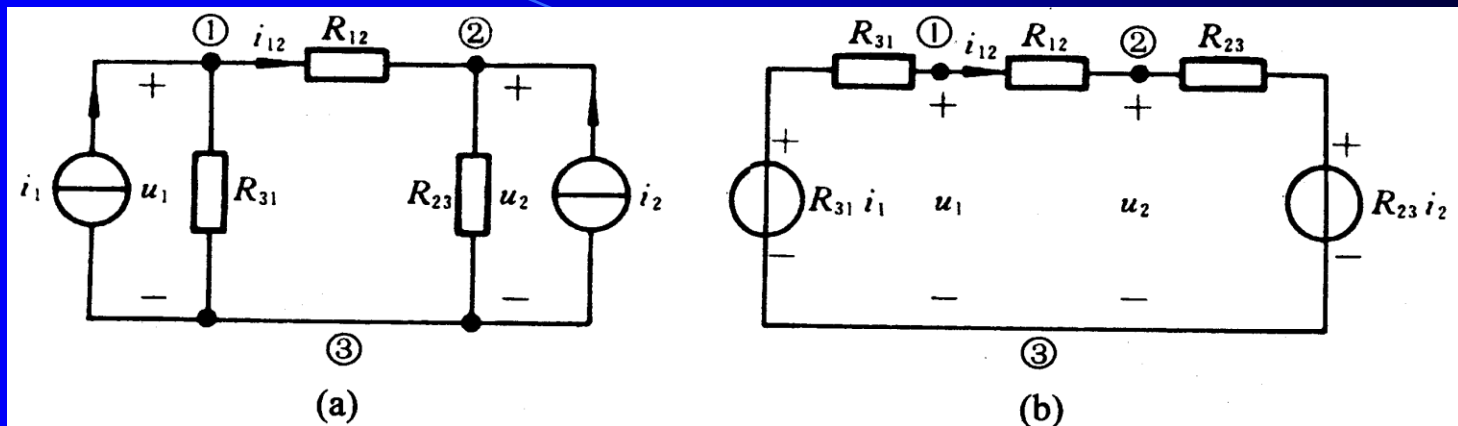 ① i₁₂ R₁₂ ②
+ +
i₁ u₁ R₃₁ R₂₃ u₂ i₂
− −
③
(a)
R₃₁ ① i₁₂ R₁₂ ② R₂₃
+ +
+ +
R₃₁ i₁ u₁ u₂ R₂₃ i₂
− −
− −
③
(b)